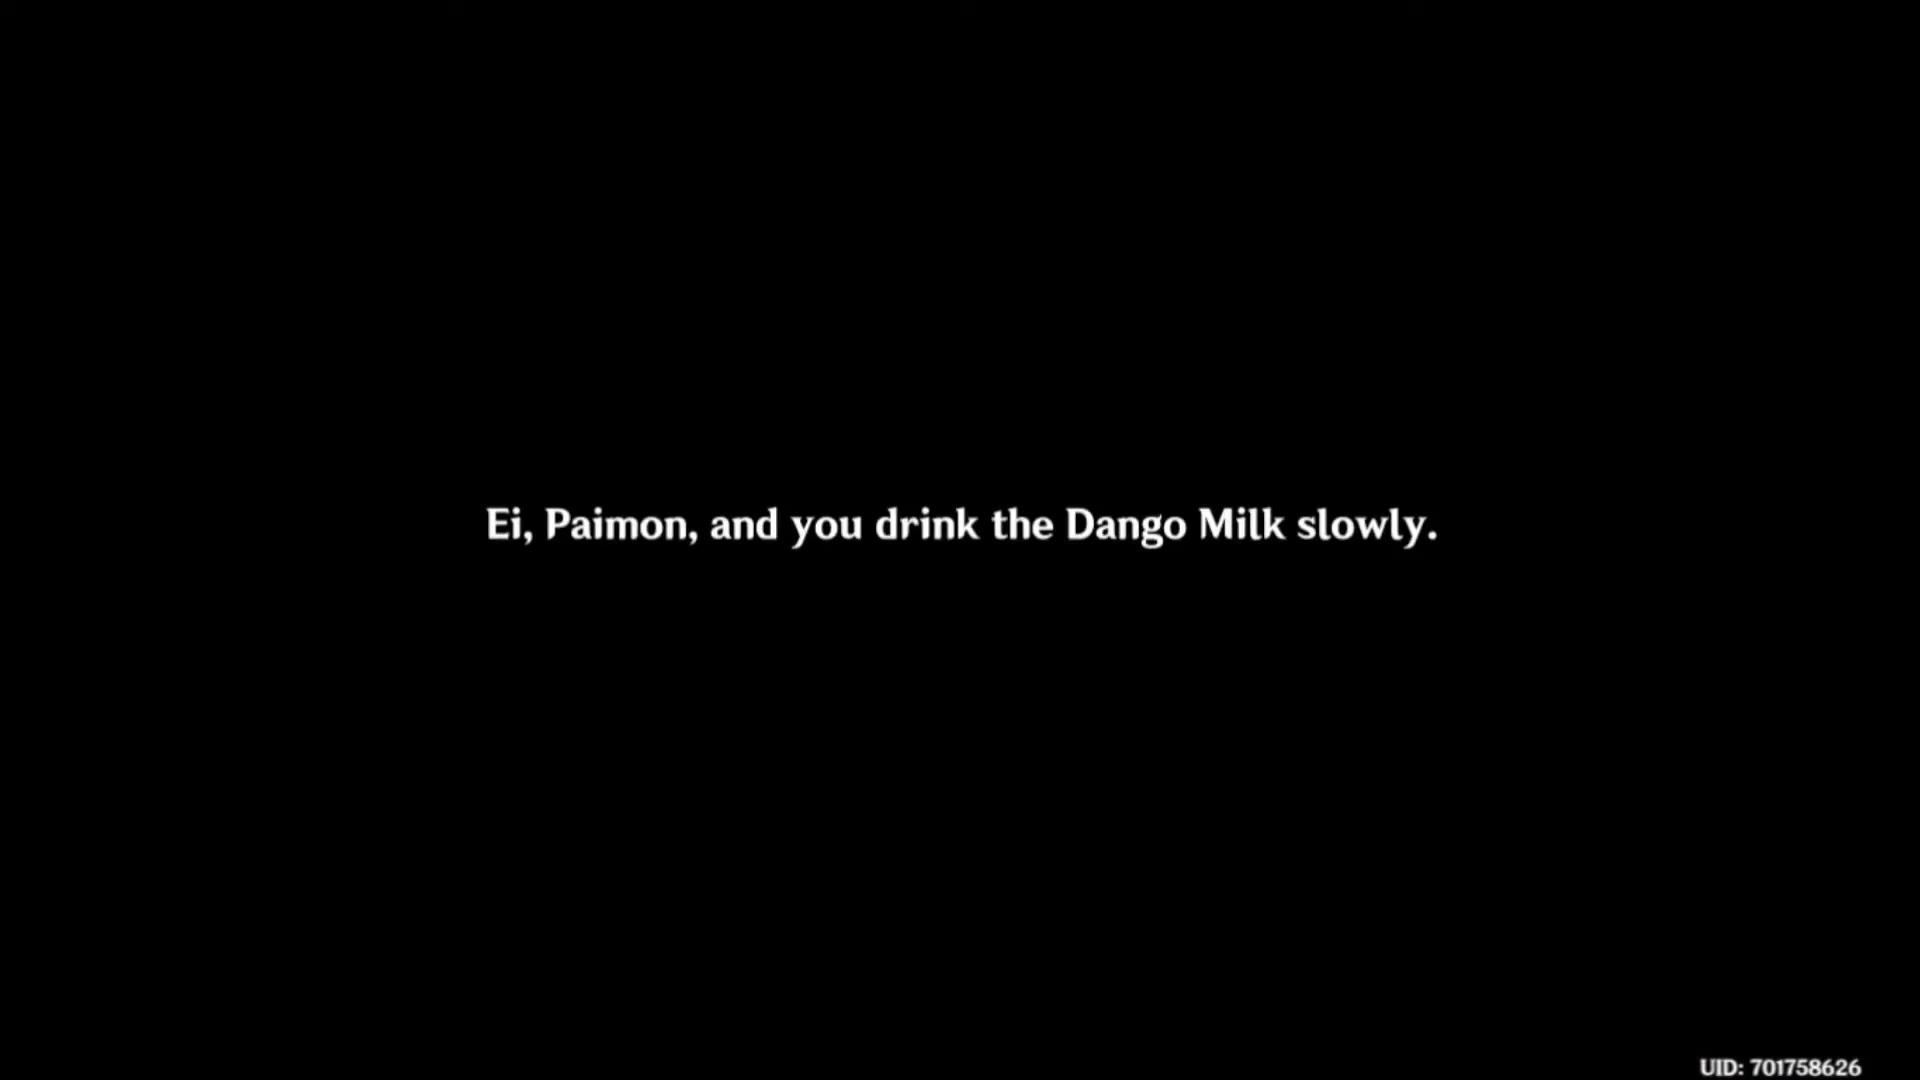 Ei, Paimon, and you drink the Dango Milk slowly.
UID: 701758626